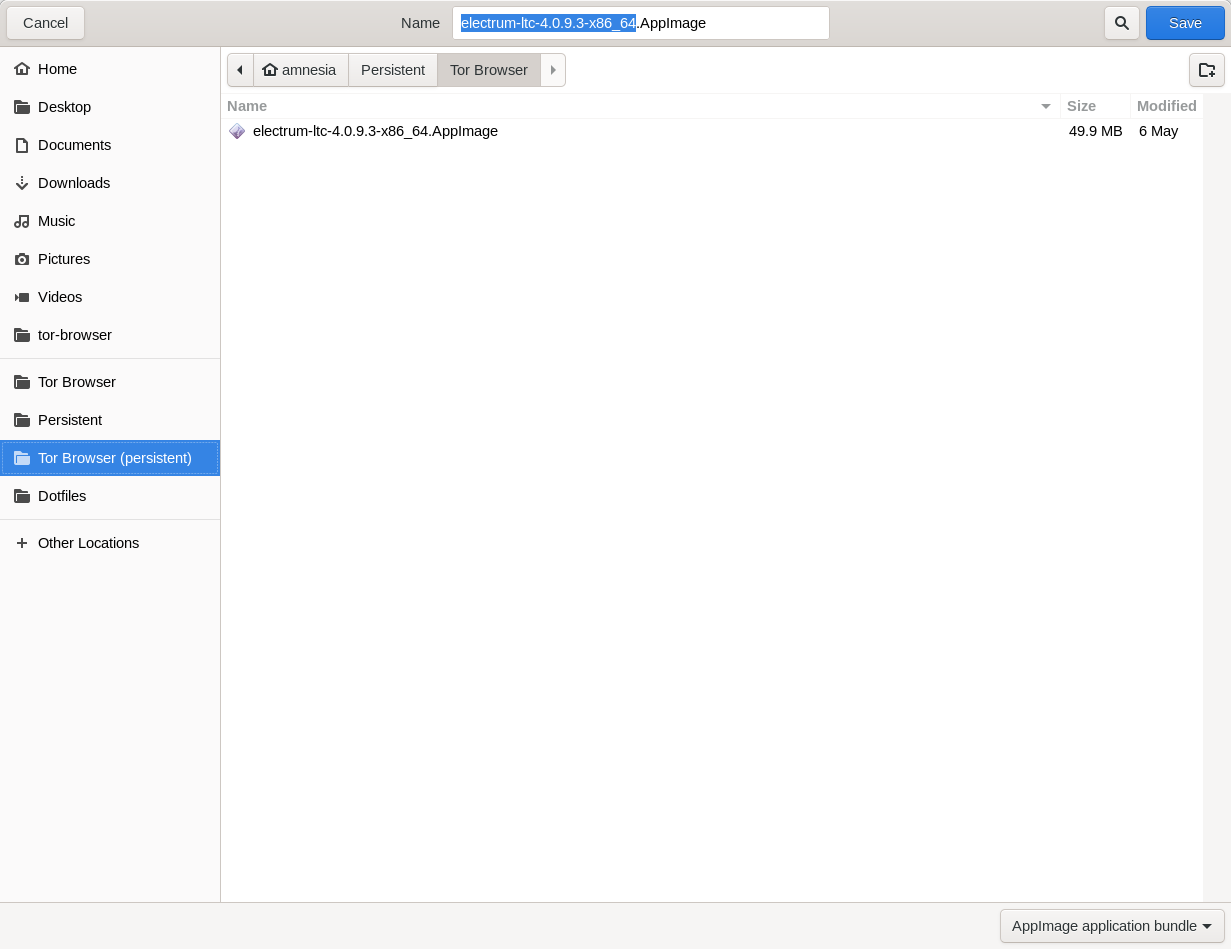 Cancel
Name
electrum-ltc-4.0.9.3-x86_64.AppImage
Save
Home
Desktop
Documents
Downloads
Music
Pictures
Videos
tor-browser
Tor Browser
Persistent
Tor Browser (persistent)
Dotfiles
Other Locations
amnesia
Persistent
Tor Browser
Name
Size
Modified
electrum-ltc-4.0.9.3-x86_64.AppImage
49.9 MB
6 May
AppImage application bundle